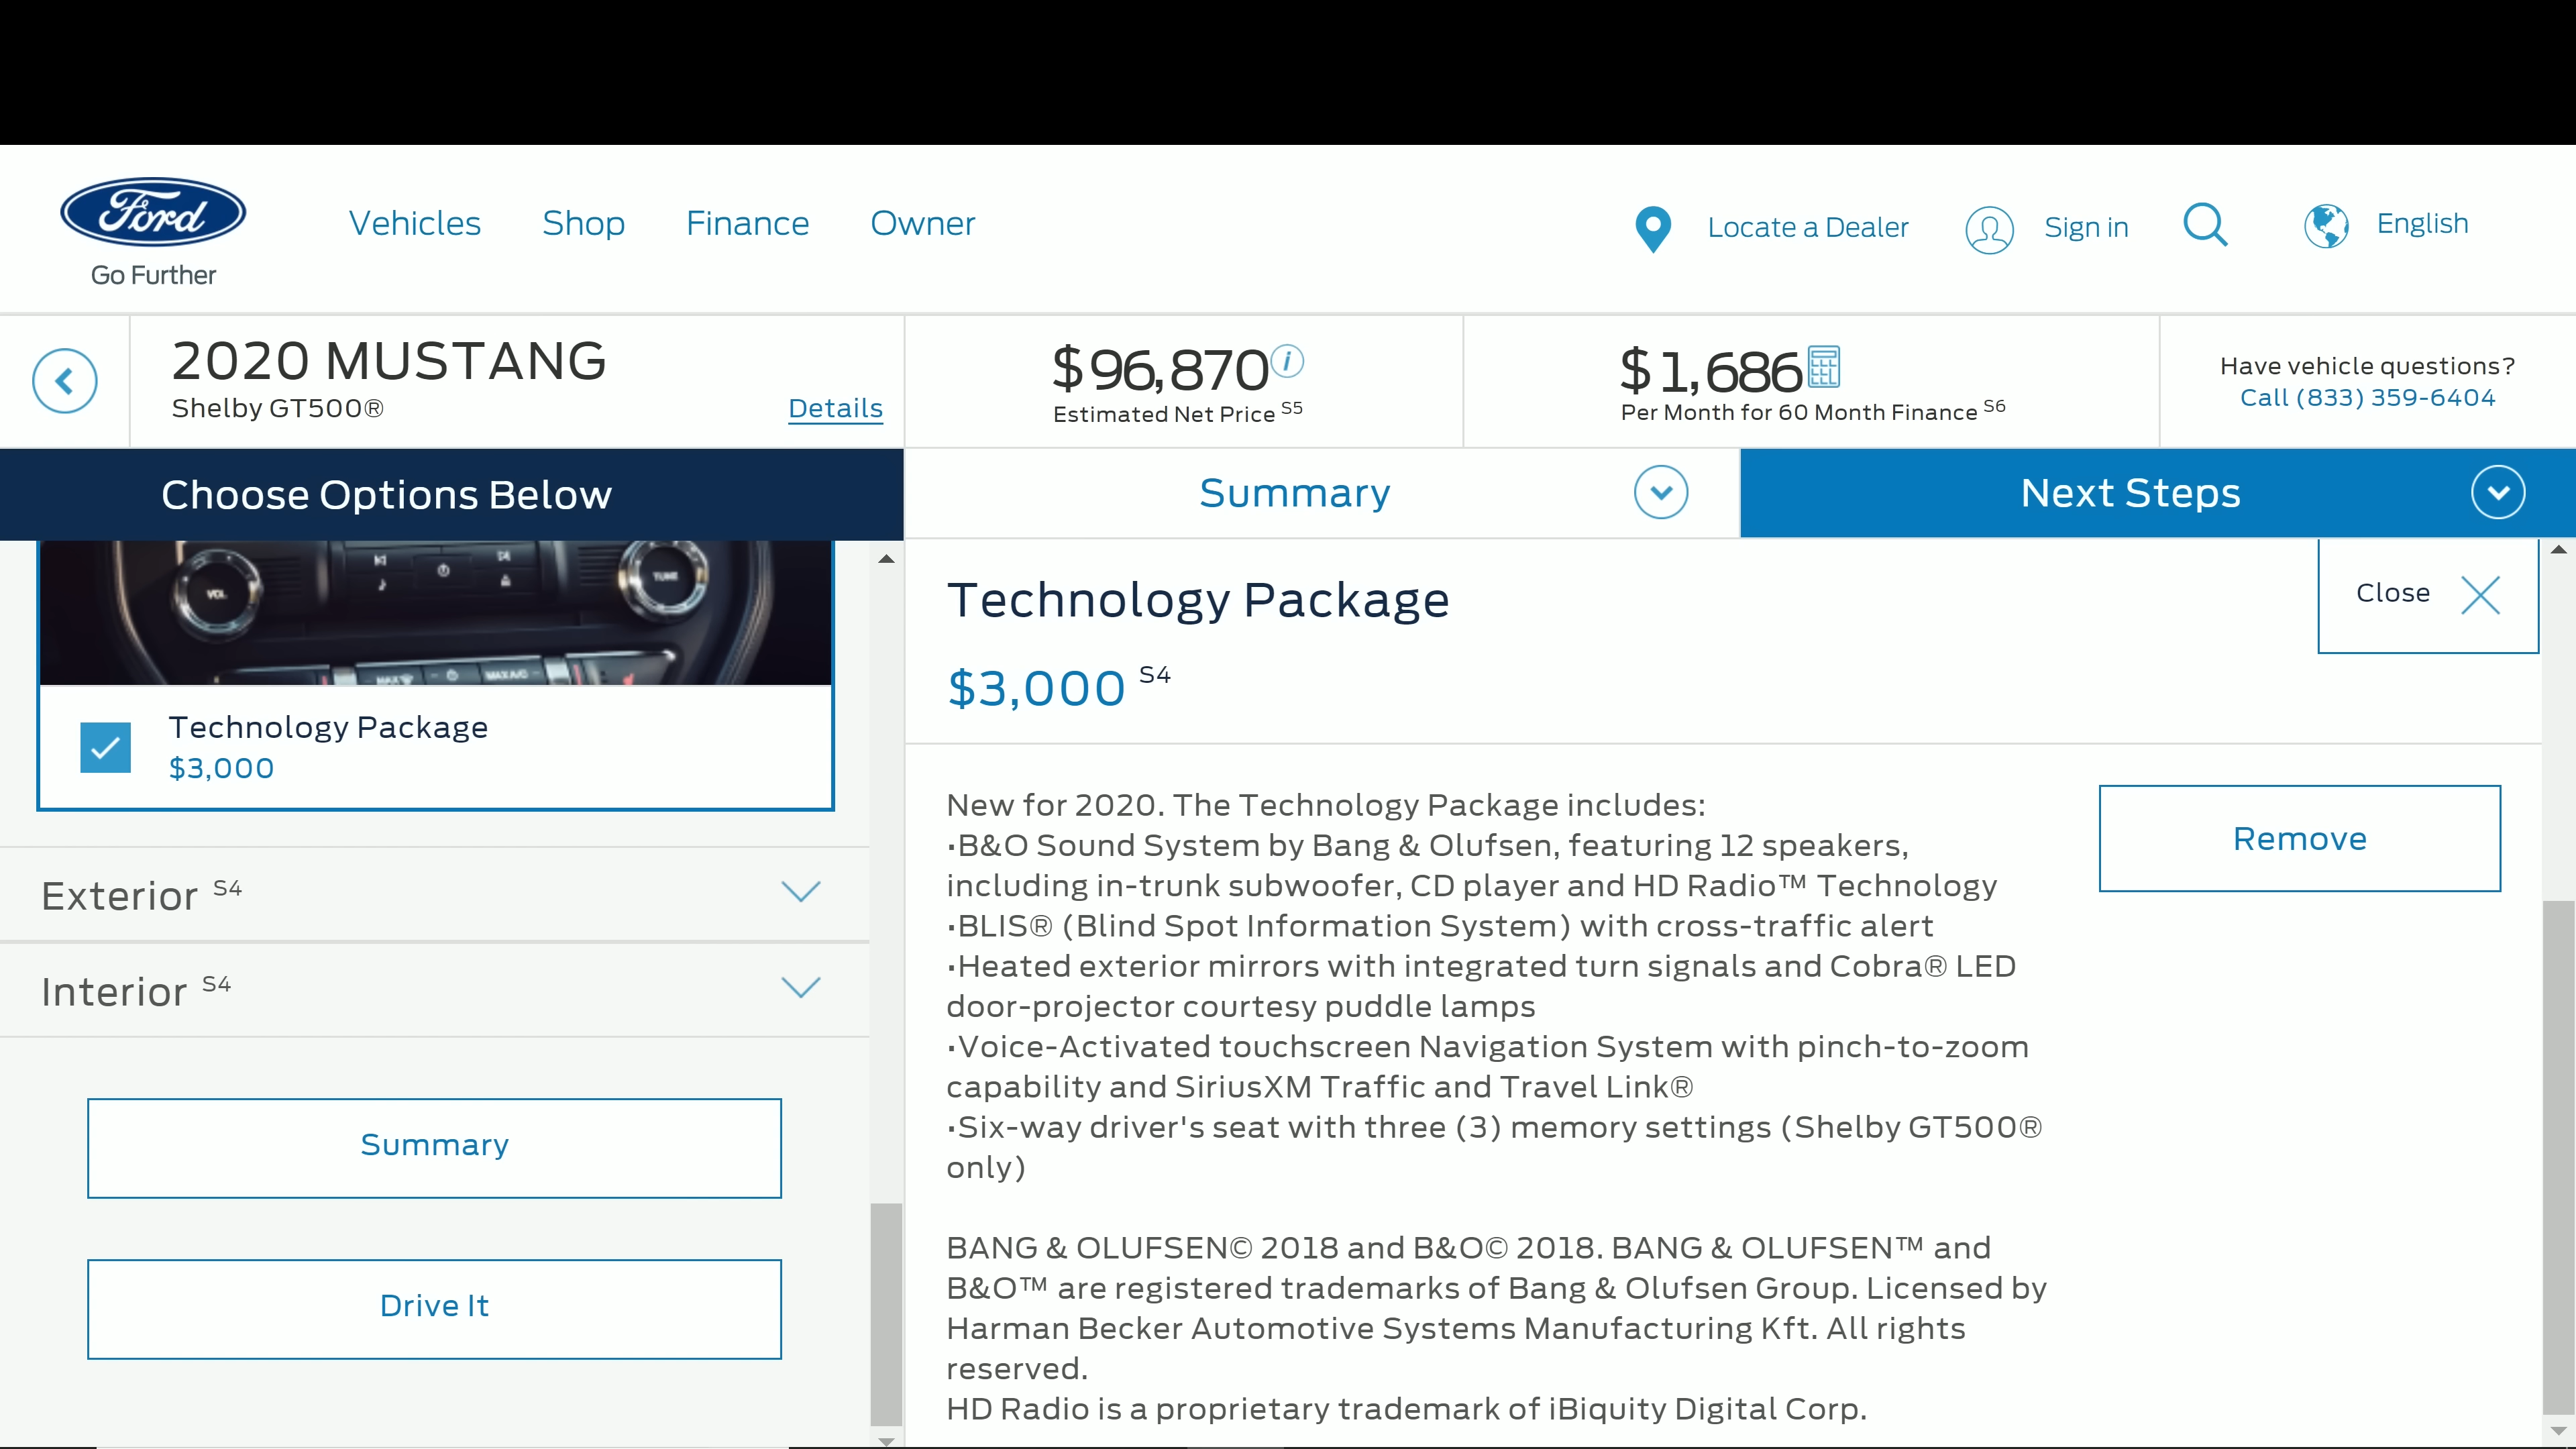 Ford
Go Further
Vehicles
Shop
Finance
Owner
Locate a Dealer
Sign in
English
2020 MUSTANG
Shelby GT500®
Details
$96,870
Estimated Net Price S5
$1,686
Per Month for 60 Month Finance S6
Have vehicle questions?
Call (833) 359-6404
Choose Options Below
Summary
Next Steps
VOL
TUNE
MAX
MAX A/C
Technology Package
$3,000
Exterior S4
Interior S4
Summary
Drive It
Technology Package
Close
$3,000 S4
New for 2020. The Technology Package includes:
·B&O Sound System by Bang & Olufsen, featuring 12 speakers,
including in-trunk subwoofer, CD player and HD Radio™ Technology
·BLIS® (Blind Spot Information System) with cross-traffic alert
·Heated exterior mirrors with integrated turn signals and Cobra® LED
door-projector courtesy puddle lamps
·Voice-Activated touchscreen Navigation System with pinch-to-zoom
capability and SiriusXM Traffic and Travel Link®
·Six-way driver's seat with three (3) memory settings (Shelby GT500®
only)
Remove
BANG & OLUFSEN© 2018 and B&O© 2018. BANG & OLUFSEN™ and
B&O™ are registered trademarks of Bang & Olufsen Group. Licensed by
Harman Becker Automotive Systems Manufacturing Kft. All rights
reserved.
HD Radio is a proprietary trademark of iBiquity Digital Corp.